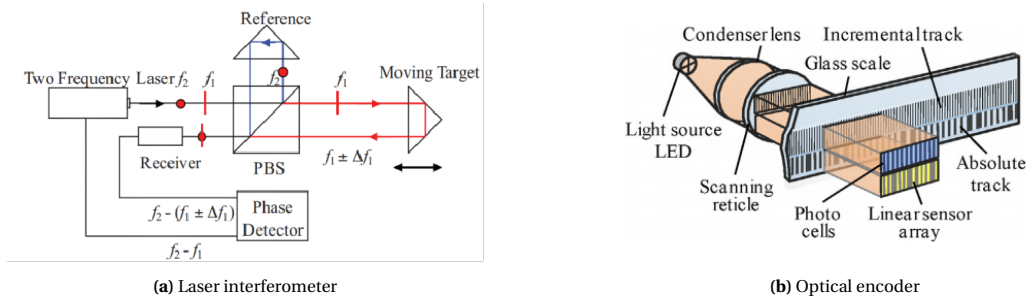 Reference
Two Frequency Laser f₂ f₁ f₂ f₁ Moving Target
Receiver
PBS
f₁ ± Δf₁
f₂ - (f₁ ± Δf₁)
Phase
Detector
f₂ - f₁
(a) Laser interferometer
Condenser lens
Incremental track
Glass scale
Light source
LED
Scanning
reticle
Photo
cells
Linear sensor
array
Absolute
track
(b) Optical encoder